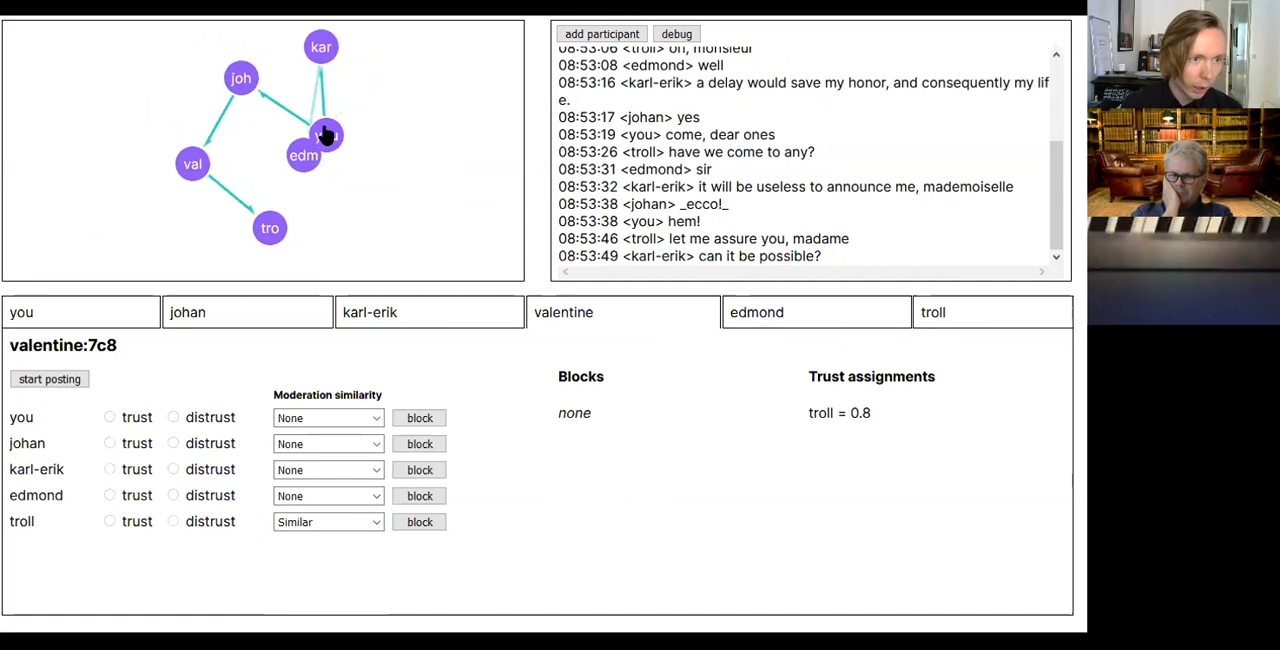 kar
joh
edm
val
tro
add participant debug
08:53:06 <troll> oh, monsieur
08:53:08 <edmond> well
08:53:16 <karl-erik> a delay would save my honor, and consequently my lif
e.
08:53:17 <johan> yes
08:53:19 <you> come, dear ones
08:53:26 <troll> have we come to any?
08:53:31 <edmond> sir
08:53:32 <karl-erik> it will be useless to announce me, mademoiselle
08:53:38 <johan> _ecco!_
08:53:38 <you> hem!
08:53:46 <troll> let me assure you, madame
08:53:49 <karl-erik> can it be possible?
you johan karl-erik valentine edmond troll
valentine:7c8
start posting
Moderation similarity
you trust distrust None block
johan trust distrust None block
karl-erik trust distrust None block
edmond trust distrust None block
troll trust distrust Similar block
Blocks
none
Trust assignments
troll = 0.8